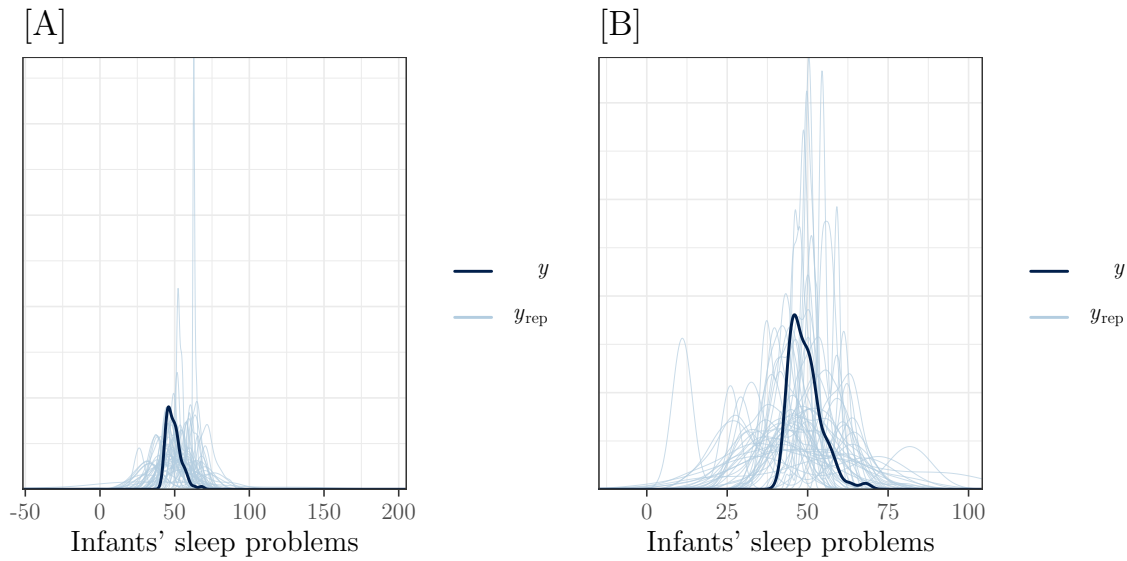 [A]
y
y_rep
-50 0 50 100 150 200
Infants' sleep problems
[B]
y
y_rep
0 25 50 75 100
Infants' sleep problems